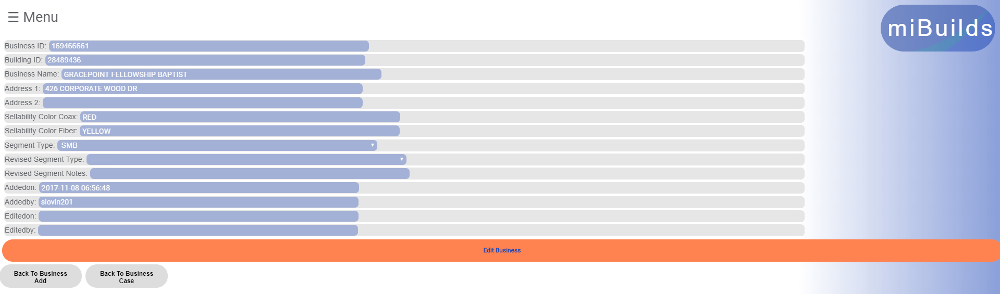 ☰ Menu
miBuilds
Business ID: 169466661
Building ID: 28489436
Business Name: GRACEPOINT FELLOWSHIP BAPTIST
Address 1: 426 CORPORATE WOOD DR
Address 2:
Sellability Color Coax: RED
Sellability Color Fiber: YELLOW
Segment Type: SMB
Revised Segment Type: ---------
Revised Segment Notes:
Addedon: 2017-11-08 06:56:48
Addedby: slovin201
Editedon:
Editedby:
Edit Business
Back To Business
Add
Back To Business
Case